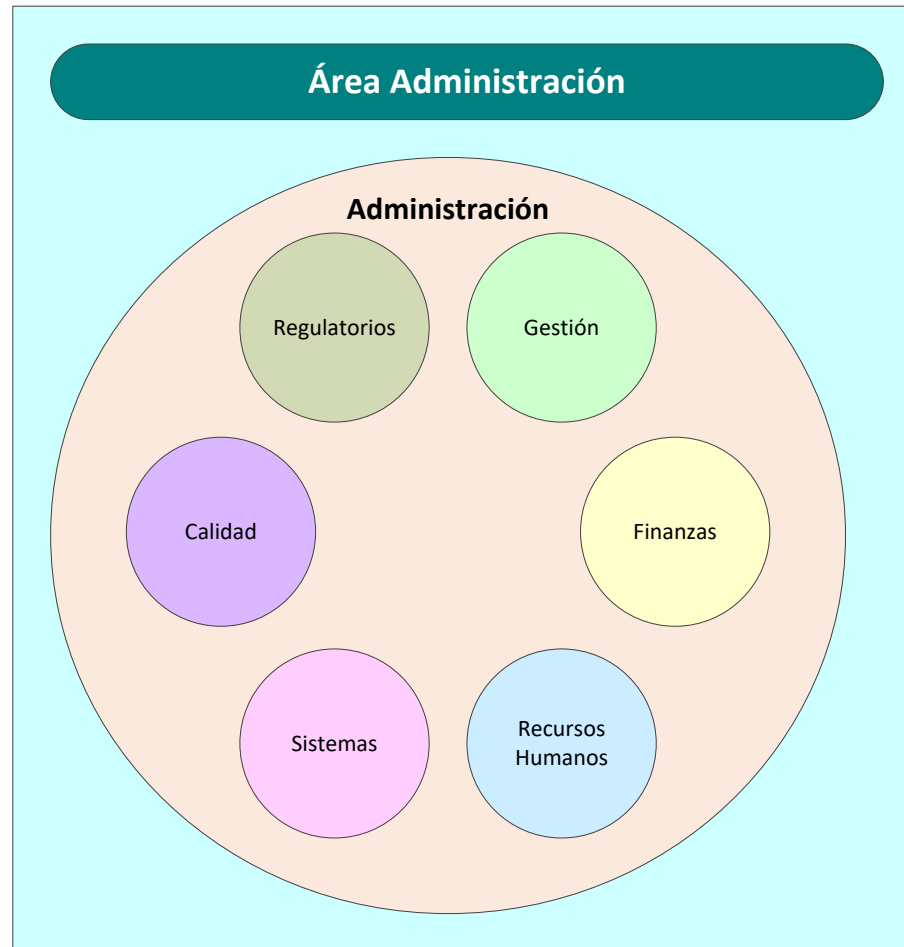 Área Administración
Administración
Regulatorios
Gestión
Calidad
Finanzas
Sistemas
Recursos
Humanos